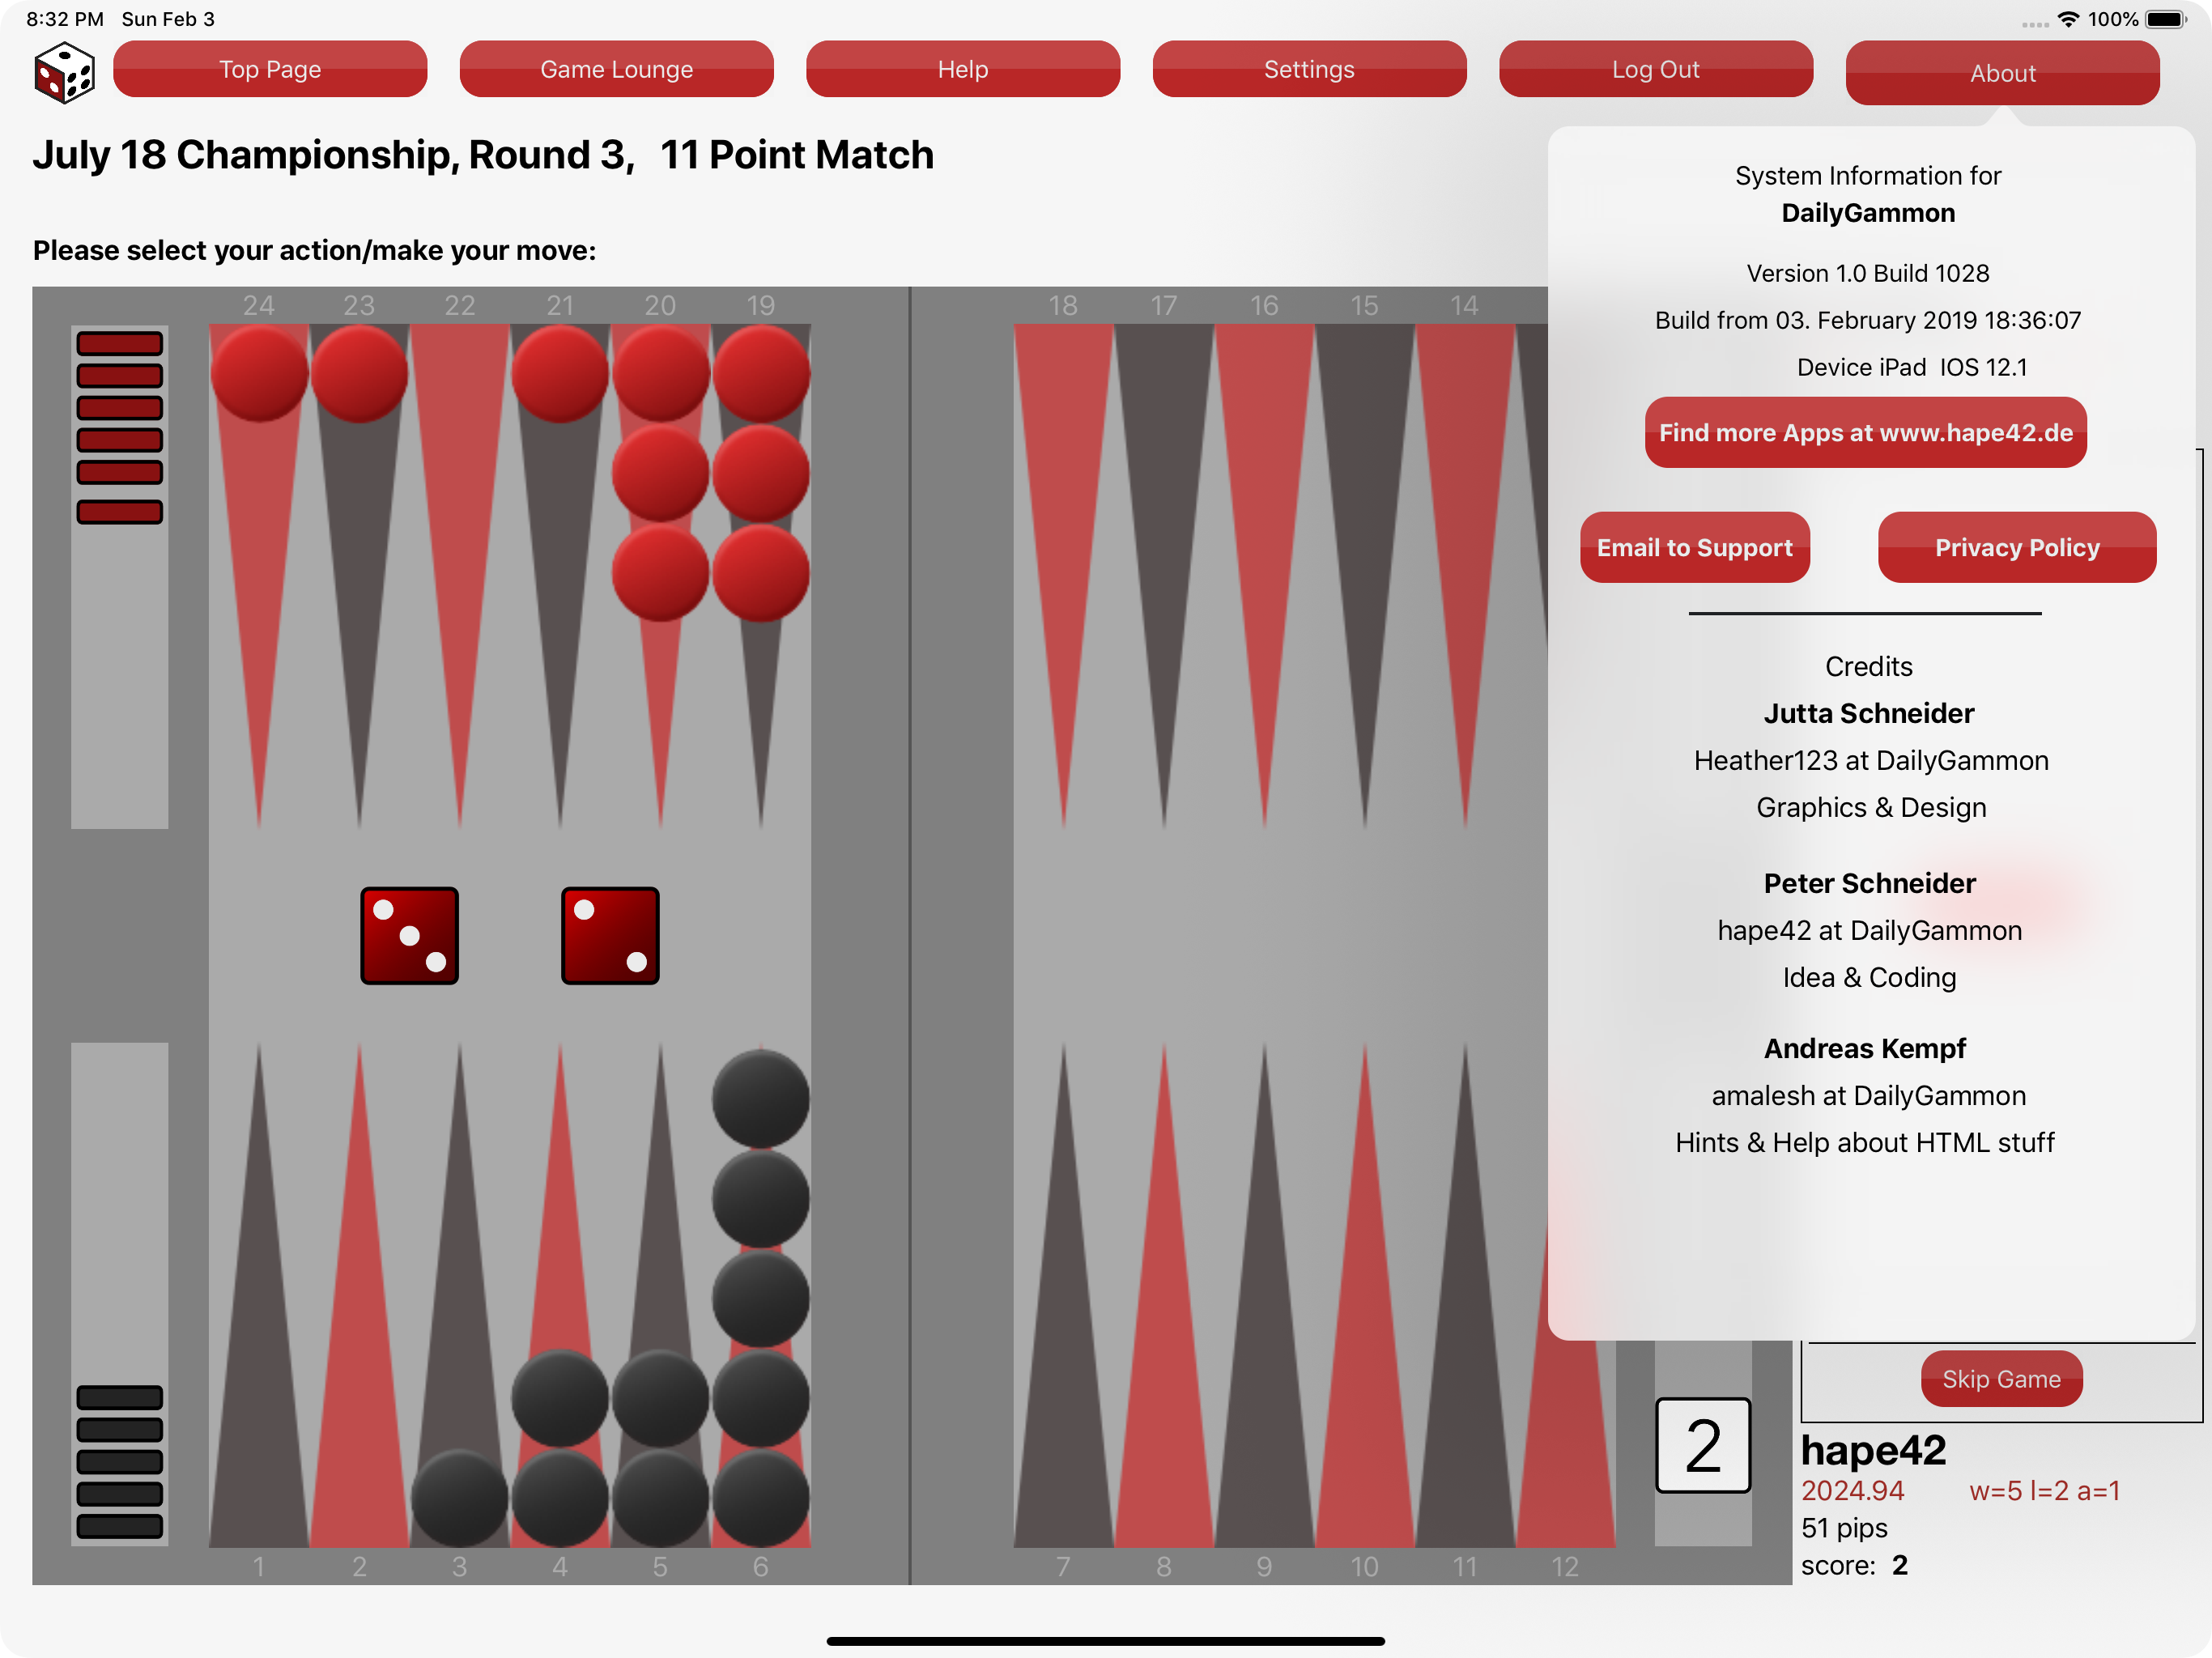 8:32 PM Sun Feb 3
100%
Top Page
Game Lounge
Help
Settings
Log Out
About
July 18 Championship, Round 3, 11 Point Match
Please select your action/make your move:
24 23 22 21 20 19 18 17 16 15 14
System Information for
DailyGammon
Version 1.0 Build 1028
Build from 03. February 2019 18:36:07
Device iPad IOS 12.1
Find more Apps at www.hape42.de
Email to Support
Privacy Policy
Credits
Jutta Schneider
Heather123 at DailyGammon
Graphics & Design
Peter Schneider
hape42 at DailyGammon
Idea & Coding
Andreas Kempf
amalesh at DailyGammon
Hints & Help about HTML stuff
Skip Game
2
hape42
2024.94 w=5 l=2 a=1
51 pips
score: 2
1 2 3 4 5 6 7 8 9 10 11 12